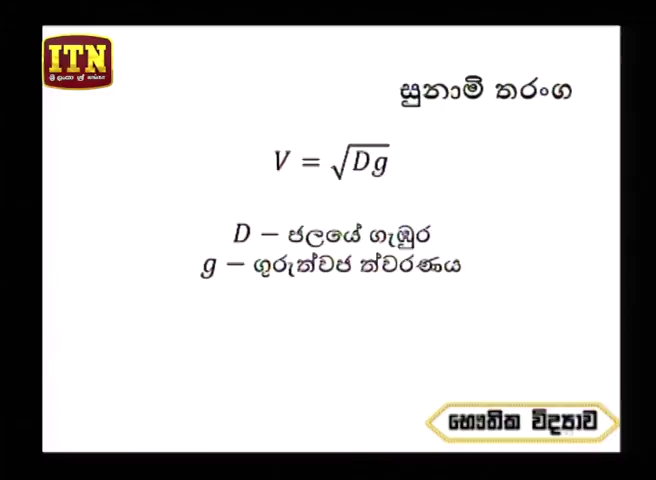 ITN
සුනාමි තරංග
V = √Dg
D – ජලයේ ගැඹුර
g – ගුරුත්වජ ත්වරණය
භෞතික විද්‍යාව